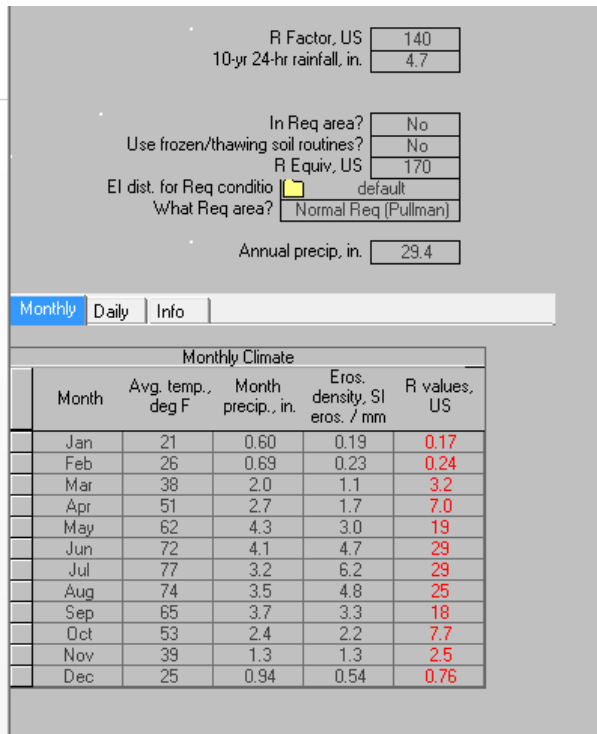 R Factor, US 140
10-yr 24-hr rainfall, in. 4.7
In Req area? No
Use frozen/thawing soil routines? No
R Equiv, US 170
EI dist. for Req conditio default
What Req area? Normal Req (Pullman)
Annual precip, in. 29.4
Monthly Daily Info
Monthly Climate
Month Avg. temp., deg F Month precip., in. Eros. density, SI eros. / mm R values, US
Jan 21 0.60 0.19 0.17
Feb 26 0.69 0.23 0.24
Mar 38 2.0 1.1 3.2
Apr 51 2.7 1.7 7.0
May 62 4.3 3.0 19
Jun 72 4.1 4.7 29
Jul 77 3.2 6.2 29
Aug 74 3.5 4.8 25
Sep 65 3.7 3.3 18
Oct 53 2.4 2.2 7.7
Nov 39 1.3 1.3 2.5
Dec 25 0.94 0.54 0.76